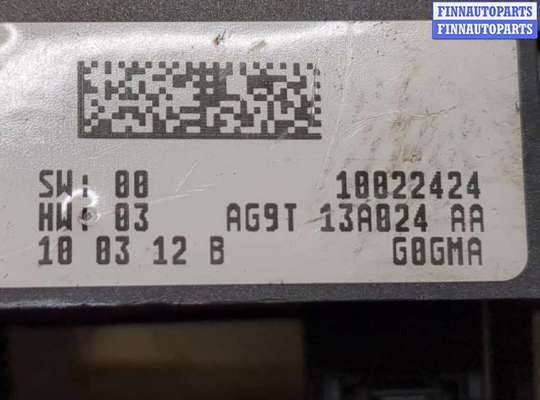 FINNAUTOPARTS
FINNAUTOPARTS
SW: 00 10022424
HW: 03 AG9T 13A024 AA
10 03 12 B G0GMA